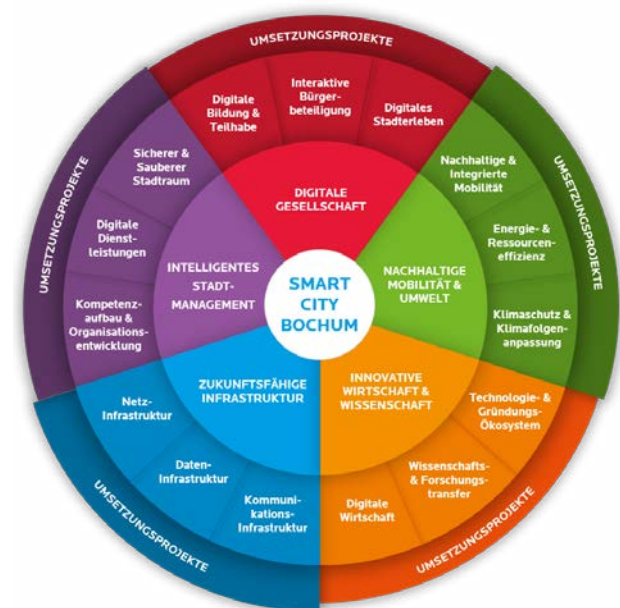 UMSETZUNGSPROJEKTE
Digitale
Bildung &
Teilhabe
Interaktive
Bürger-
beteiligung
Digitales
Stadterleben
DIGITALE
GESELLSCHAFT
UMSETZUNGSPROJEKTE
Nachhaltige &
Integrierte
Mobilität
Energie- &
Ressourcen-
effizienz
Klimaschutz &
Klimafolgen-
anpassung
NACHHALTIGE
MOBILITÄT &
UMWELT
UMSETZUNGSPROJEKTE
Technologie- &
Gründungs-
Ökosystem
Wissenschafts-
& Forschungs-
transfer
Digitale
Wirtschaft
INNOVATIVE
WIRTSCHAFT &
WISSENSCHAFT
UMSETZUNGSPROJEKTE
Kommuni-
kations-
Infrastruktur
Daten-
Infrastruktur
Netz-
Infrastruktur
ZUKUNFTSFÄHIGE
INFRASTRUKTUR
UMSETZUNGSPROJEKTE
Kompetenz-
aufbau &
Organisations-
entwicklung
Digitale
Dienst-
leistungen
Sicherer &
Sauberer
Stadtraum
INTELLIGENTES
STADT-
MANAGEMENT
SMART
CITY
BOCHUM